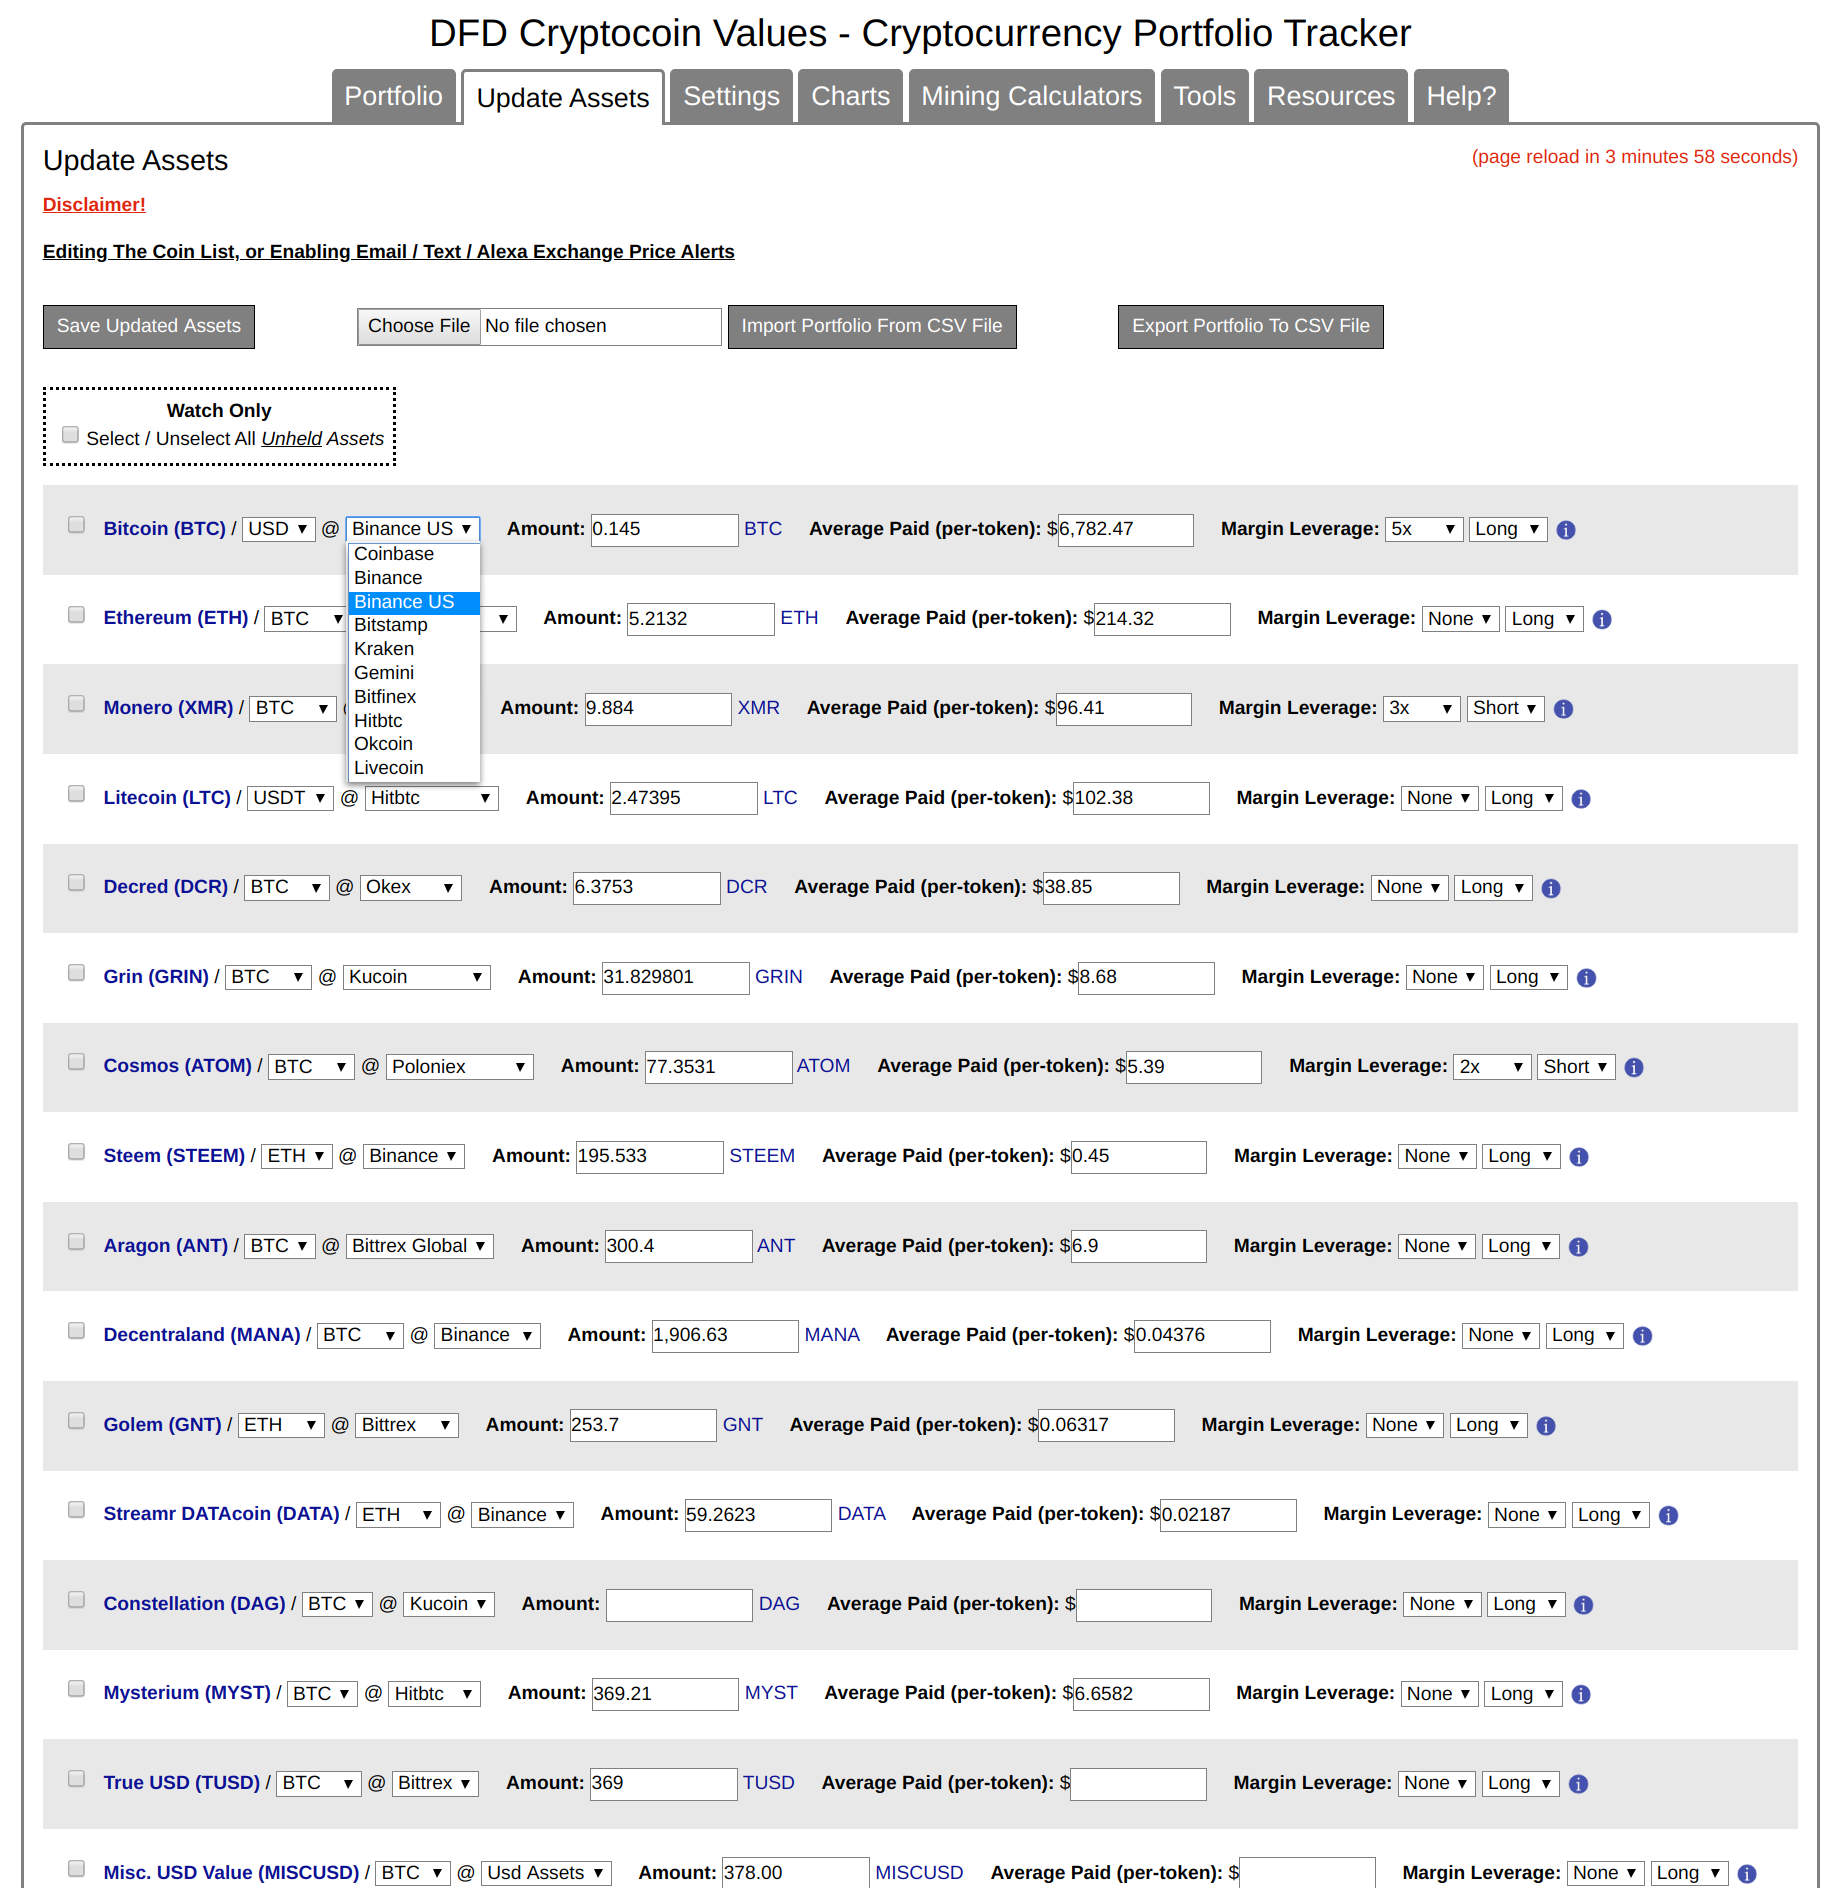 DFD Cryptocoin Values - Cryptocurrency Portfolio Tracker
Portfolio Update Assets Settings Charts Mining Calculators Tools Resources Help?
Update Assets (page reload in 3 minutes 58 seconds)
Disclaimer!
Editing The Coin List, or Enabling Email / Text / Alexa Exchange Price Alerts
Save Updated Assets Choose File No file chosen Import Portfolio From CSV File Export Portfolio To CSV File
Watch Only
Select / Unselect All Unheld Assets
Bitcoin (BTC) / USD @ Binance US Amount: 0.145 BTC Average Paid (per-token): $6,782.47 Margin Leverage: 5x Long
Coinbase
Binance
Binance US
Bitstamp
Kraken
Gemini
Bitfinex
Hitbtc
Okcoin
Livecoin
Ethereum (ETH) / BTC Amount: 5.2132 ETH Average Paid (per-token): $214.32 Margin Leverage: None Long
Monero (XMR) / BTC Amount: 9.884 XMR Average Paid (per-token): $96.41 Margin Leverage: 3x Short
Litecoin (LTC) / USDT @ Hitbtc Amount: 2.47395 LTC Average Paid (per-token): $102.38 Margin Leverage: None Long
Decred (DCR) / BTC @ Okex Amount: 6.3753 DCR Average Paid (per-token): $38.85 Margin Leverage: None Long
Grin (GRIN) / BTC @ Kucoin Amount: 31.829801 GRIN Average Paid (per-token): $8.68 Margin Leverage: None Long
Cosmos (ATOM) / BTC @ Poloniex Amount: 77.3531 ATOM Average Paid (per-token): $5.39 Margin Leverage: 2x Short
Steem (STEEM) / ETH @ Binance Amount: 195.533 STEEM Average Paid (per-token): $0.45 Margin Leverage: None Long
Aragon (ANT) / BTC @ Bittrex Global Amount: 300.4 ANT Average Paid (per-token): $6.9 Margin Leverage: None Long
Decentraland (MANA) / BTC @ Binance Amount: 1,906.63 MANA Average Paid (per-token): $0.04376 Margin Leverage: None Long
Golem (GNT) / ETH @ Bittrex Amount: 253.7 GNT Average Paid (per-token): $0.06317 Margin Leverage: None Long
Streamr DATAcoin (DATA) / ETH @ Binance Amount: 59.2623 DATA Average Paid (per-token): $0.02187 Margin Leverage: None Long
Constellation (DAG) / BTC @ Kucoin Amount: DAG Average Paid (per-token): $ Margin Leverage: None Long
Mysterium (MYST) / BTC @ Hitbtc Amount: 369.21 MYST Average Paid (per-token): $6.6582 Margin Leverage: None Long
True USD (TUSD) / BTC @ Bittrex Amount: 369 TUSD Average Paid (per-token): $ Margin Leverage: None Long
Misc. USD Value (MISCUSD) / BTC @ Usd Assets Amount: 378.00 MISCUSD Average Paid (per-token): $ Margin Leverage: None Long